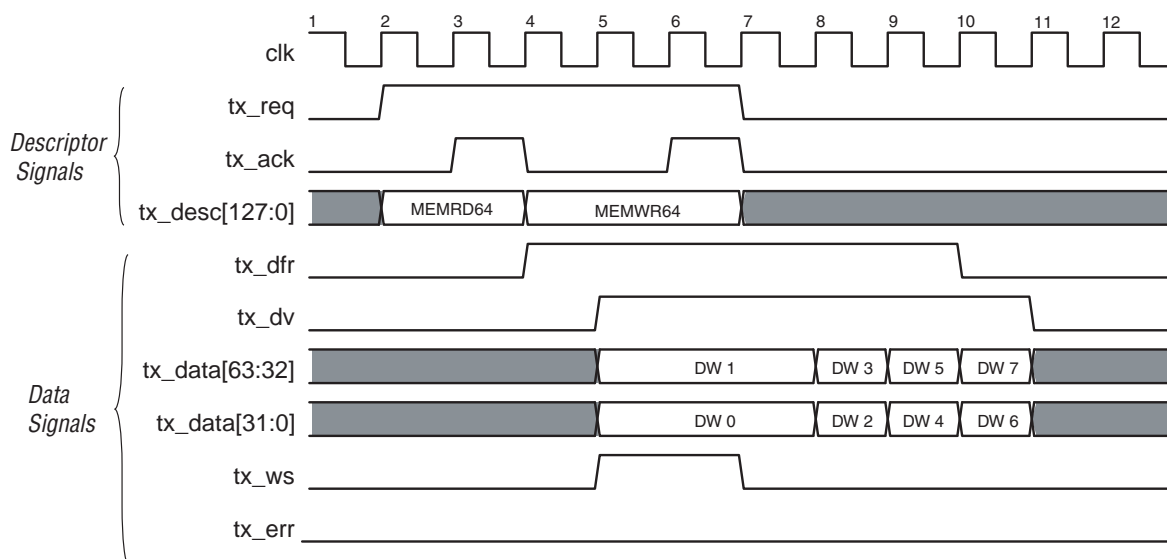 1 2 3 4 5 6 7 8 9 10 11 12
clk
Descriptor
Signals
tx_req
tx_ack
tx_desc[127:0] MEMRD64 MEMWR64
Data
Signals
tx_dfr
tx_dv
tx_data[63:32] DW 1 DW 3 DW 5 DW 7
tx_data[31:0] DW 0 DW 2 DW 4 DW 6
tx_ws
tx_err